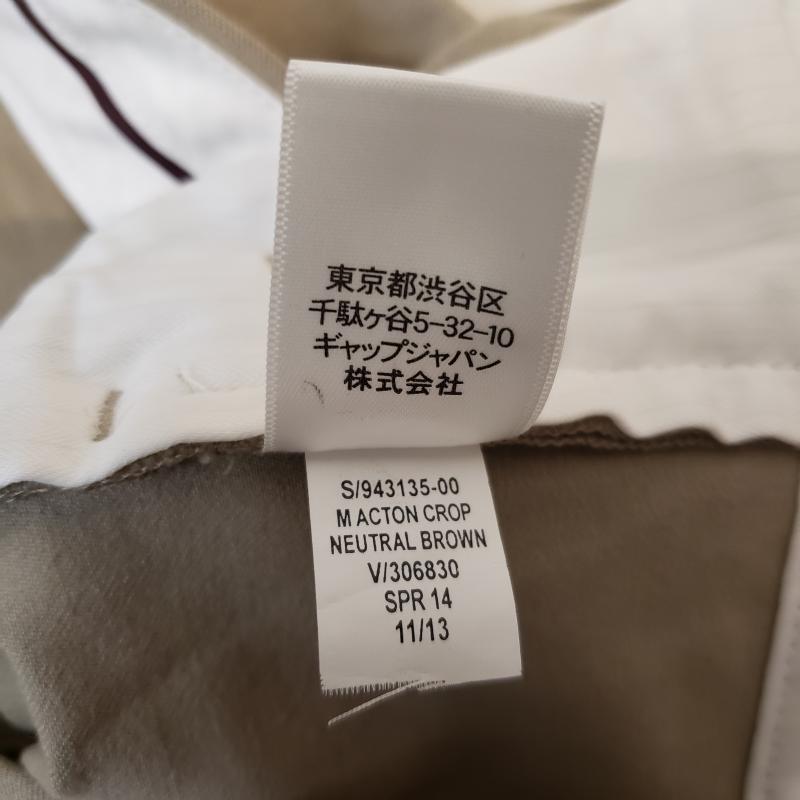 東京都渋谷区
千駄ヶ谷5-32-10
ギャップジャパン
株式会社
S/943135-00
M ACTON CROP
NEUTRAL BROWN
V/306830
SPR 14
11/13